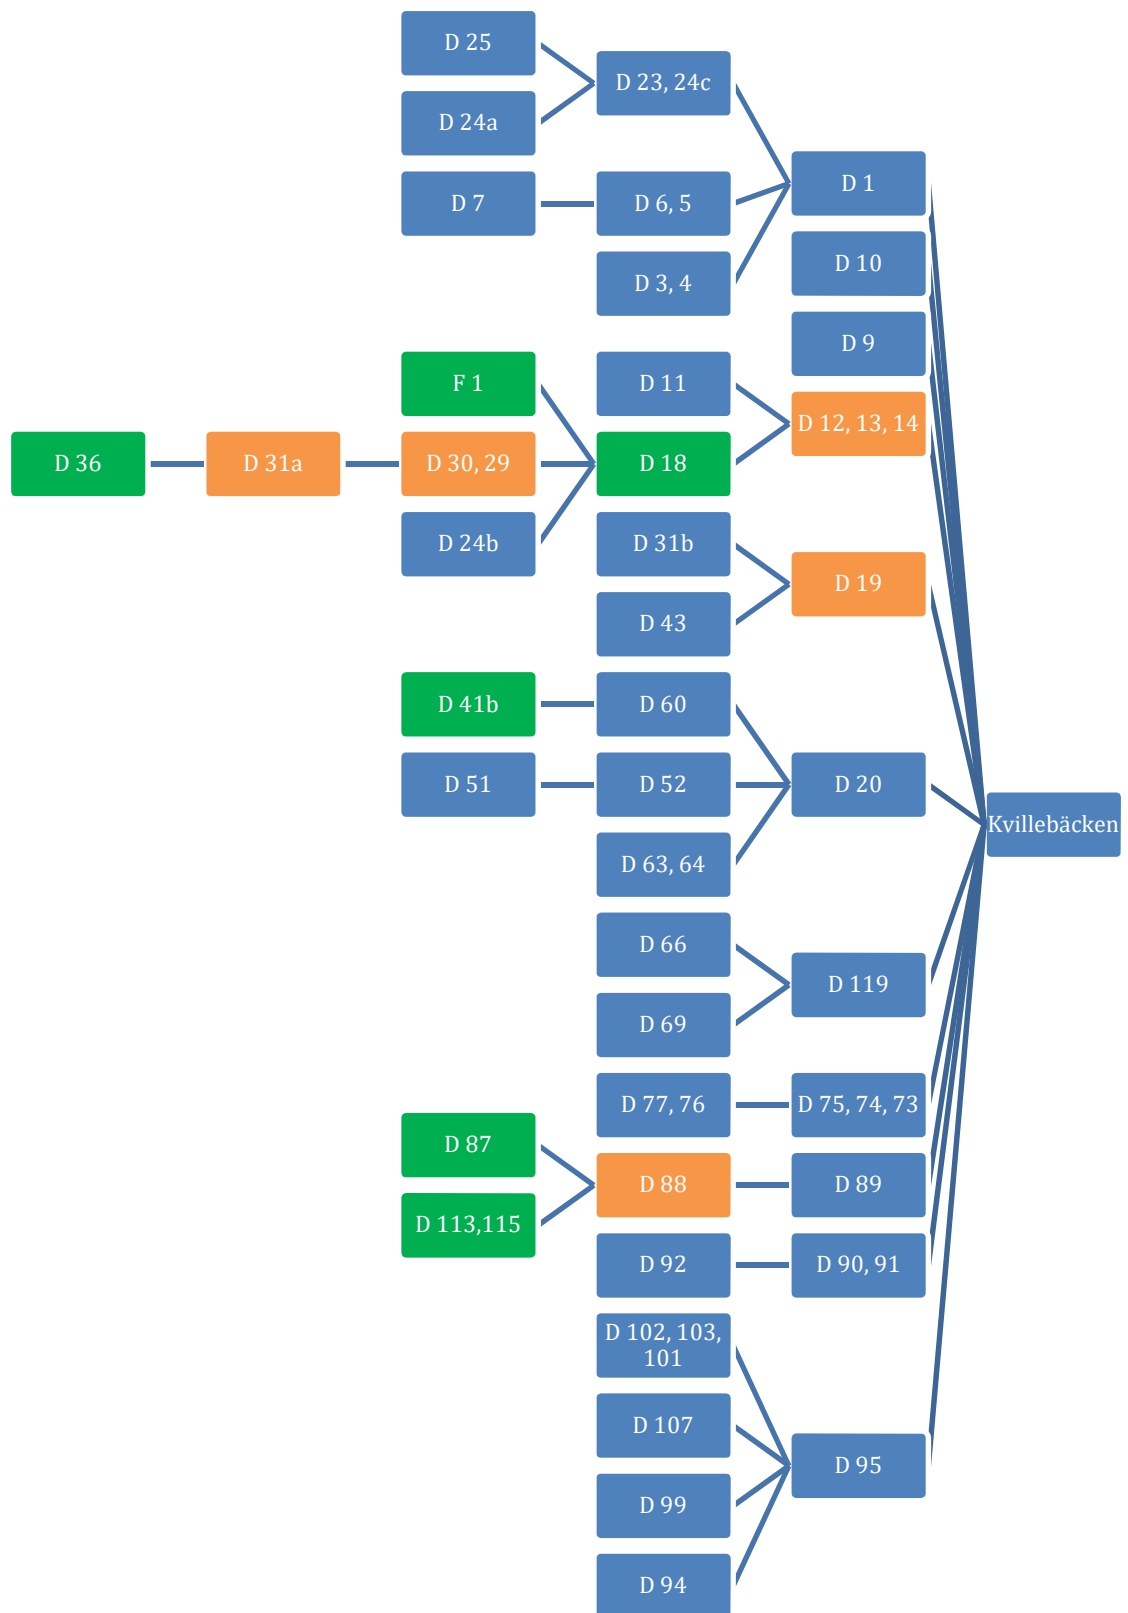 D 25
D 23, 24c
D 24a
D 1
D 7
D 6, 5
D 10
D 3, 4
D 9
F 1
D 11
D 12, 13, 14
D 36
D 31a
D 30, 29
D 18
D 24b
D 31b
D 19
D 43
D 41b
D 60
D 51
D 52
D 20
Kvillebäcken
D 63, 64
D 66
D 119
D 69
D 77, 76
D 75, 74, 73
D 87
D 88
D 89
D 113,115
D 92
D 90, 91
D 102, 103,
101
D 107
D 95
D 99
D 94